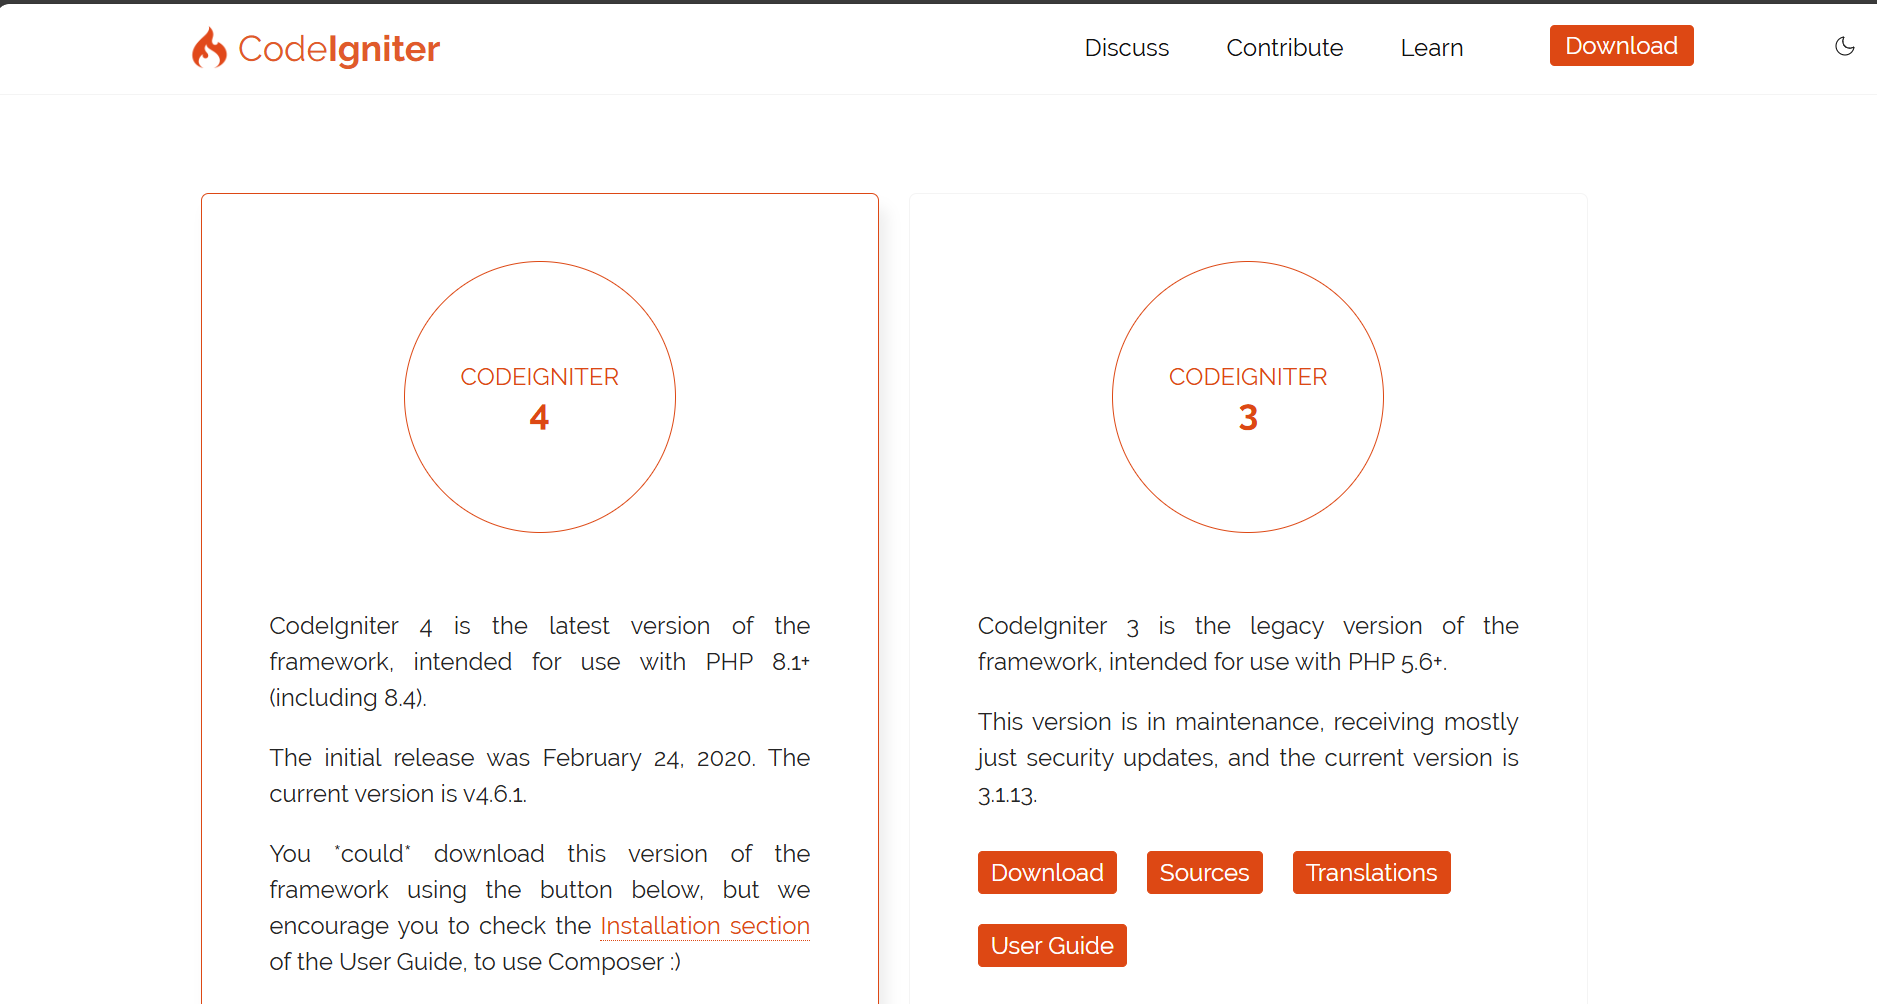 CodeIgniter
Discuss
Contribute
Learn
Download
CODEIGNITER
4
CodeIgniter 4 is the latest version of the
framework, intended for use with PHP 8.1+
(including 8.4).
The initial release was February 24, 2020. The
current version is v4.6.1.
You *could* download this version of the
framework using the button below, but we
encourage you to check the Installation section
of the User Guide, to use Composer :)
CODEIGNITER
3
CodeIgniter 3 is the legacy version of the
framework, intended for use with PHP 5.6+.
This version is in maintenance, receiving mostly
just security updates, and the current version is
3.1.13.
Download
Sources
Translations
User Guide